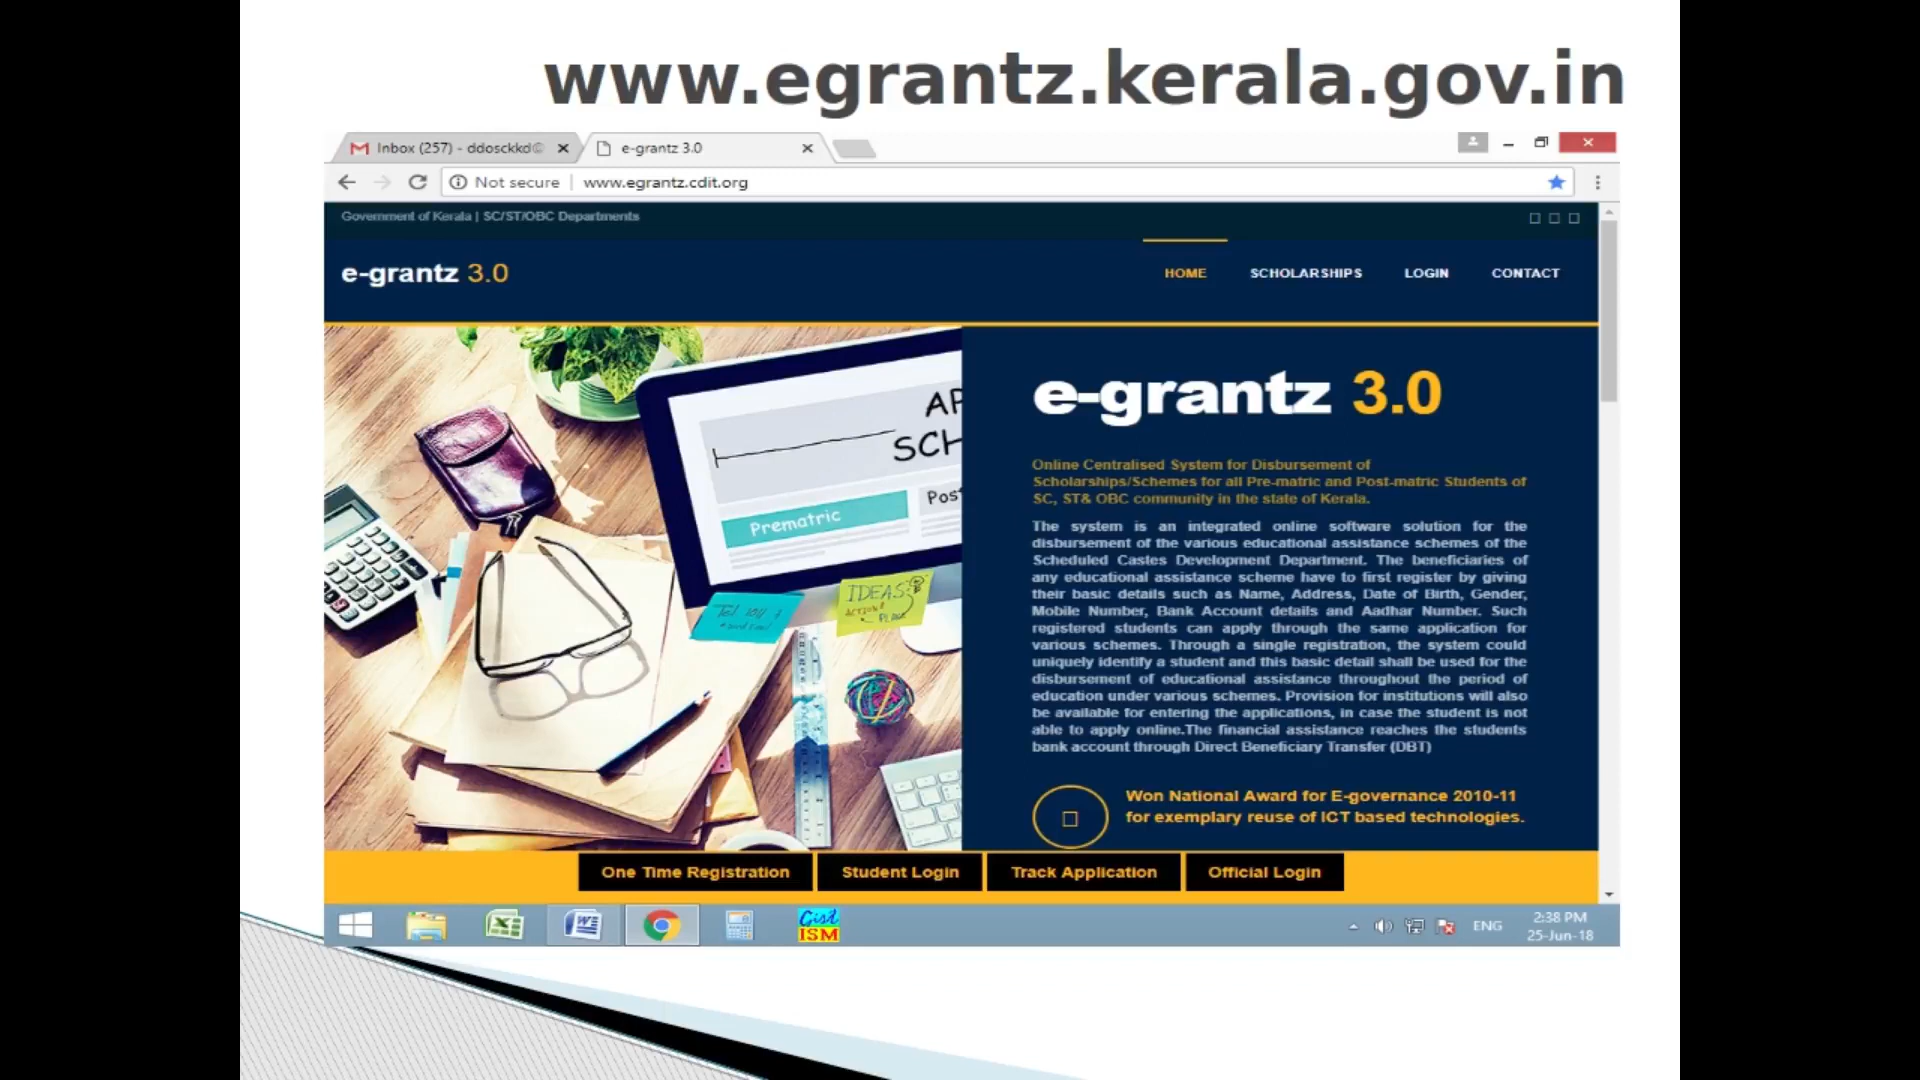 www.egrantz.kerala.gov.in
Inbox (257) - ddosckkd@
e-grantz 3.0
Not secure | www.egrantz.cdit.org
Government of Kerala | SC/ST/OBC Departments
e-grantz 3.0
HOME SCHOLARSHIPS LOGIN CONTACT
AP
SCH
Prematric
Post
IDEAS
e-grantz 3.0
Online Centralised System for Disbursement of
Scholarships/Schemes for all Pre-matric and Post-matric Students of
SC, ST& OBC community in the state of Kerala.
The system is an integrated online software solution for the
disbursement of the various educational assistance schemes of the
Scheduled Castes Development Department. The beneficiaries of
any educational assistance scheme have to first register by giving
their basic details such as Name, Address, Date of Birth, Gender,
Mobile Number, Bank Account details and Aadhar Number. Such
registered students can apply through the same application for
various schemes. Through a single registration, the system could
uniquely identify a student and this basic detail shall be used for the
disbursement of educational assistance throughout the period of
education under various schemes. Provision for institutions will also
be available for entering the applications, in case the student is not
able to apply online.The financial assistance reaches the students
bank account through Direct Beneficiary Transfer (DBT)
Won National Award for E-governance 2010-11
for exemplary reuse of ICT based technologies.
One Time Registration Student Login Track Application Official Login
Gist
ISM
ENG
2:38 PM
25-Jun-18